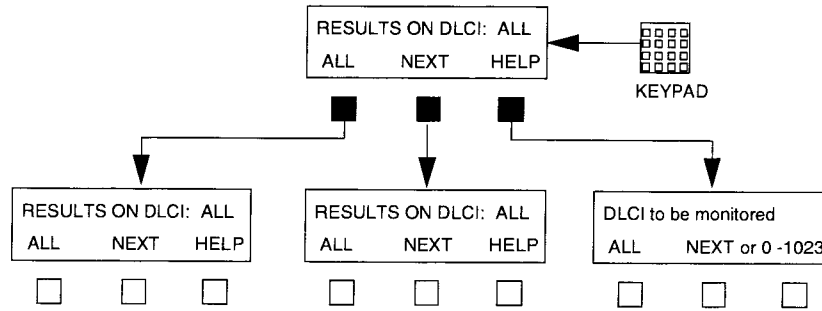 RESULTS ON DLCI: ALL
ALL NEXT HELP
KEYPAD
RESULTS ON DLCI: ALL
ALL NEXT HELP
RESULTS ON DLCI: ALL
ALL NEXT HELP
DLCI to be monitored
ALL NEXT or 0 -1023